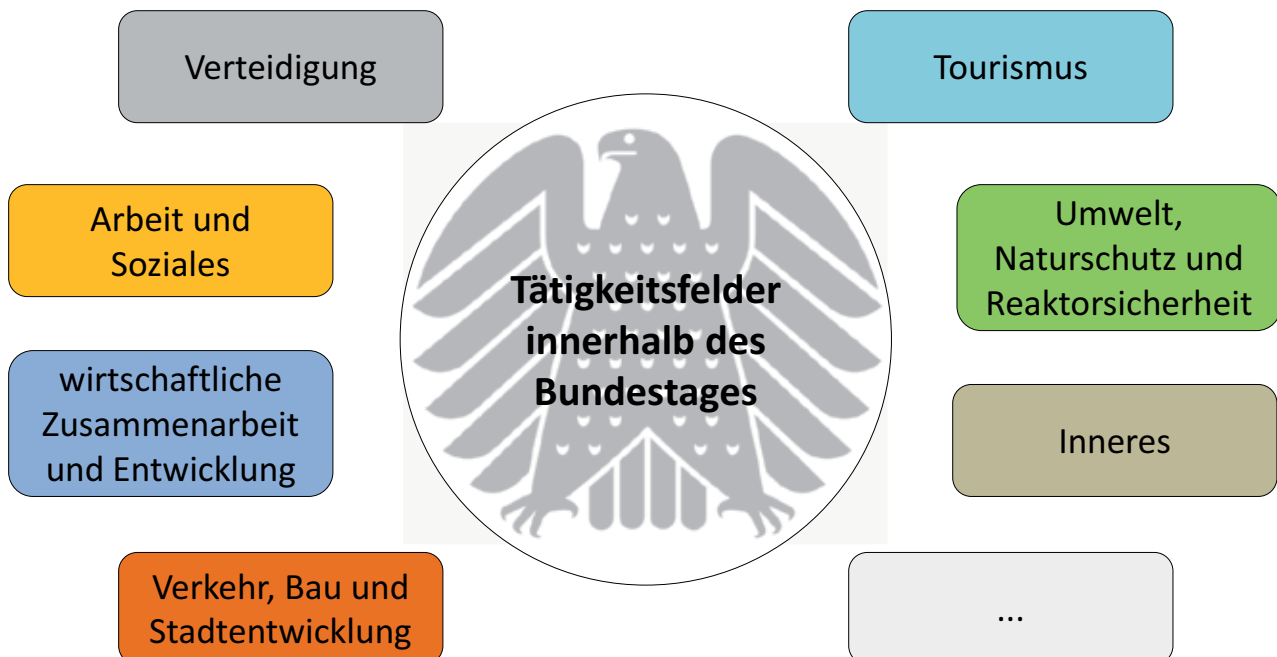 Verteidigung
Tourismus
Arbeit und
Soziales
Umwelt,
Naturschutz und
Reaktorsicherheit
Tätigkeitsfelder
innerhalb des
Bundestages
wirtschaftliche
Zusammenarbeit
und Entwicklung
Inneres
Verkehr, Bau und
Stadtentwicklung
...